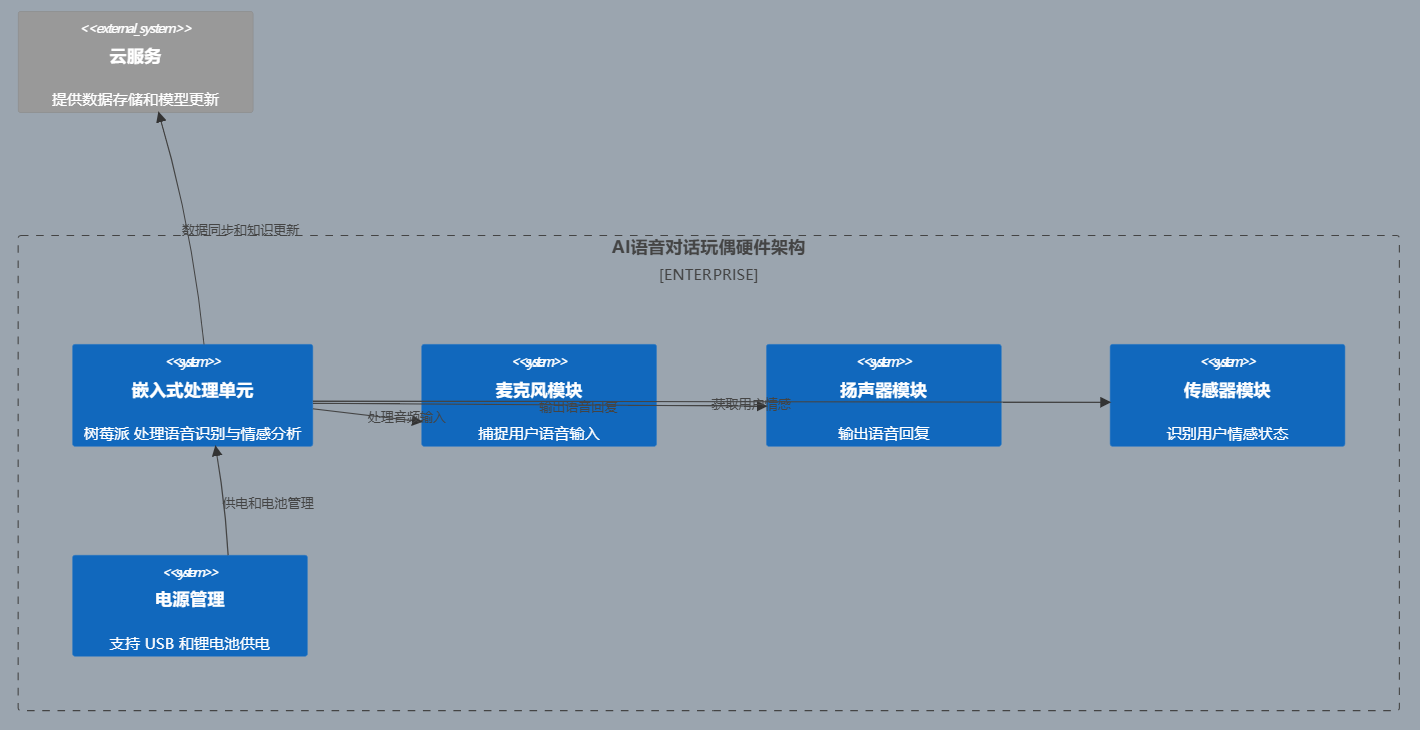 <<external_system>>
云服务
提供数据存储和模型更新
数据同步和知识更新
AI语音对话玩偶硬件架构
[ENTERPRISE]
<<system>>
嵌入式处理单元
树莓派 处理语音识别与情感分析
处理音频输入
<<system>>
麦克风模块
捕捉用户语音输入
输出语音回复
<<system>>
扬声器模块
输出语音回复
获取用户情感
<<system>>
传感器模块
识别用户情感状态
供电和电池管理
<<system>>
电源管理
支持 USB 和锂电池供电